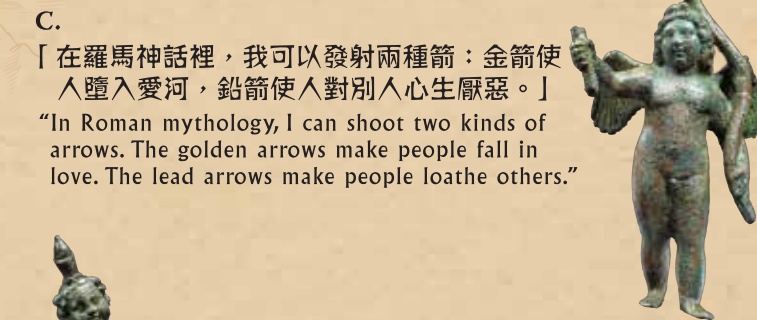 C.
「在羅馬神話裡，我可以發射兩種箭：金箭使
人墮入愛河，鉛箭使人對別人心生厭惡。」
“In Roman mythology, I can shoot two kinds of
arrows. The golden arrows make people fall in
love. The lead arrows make people loathe others.”